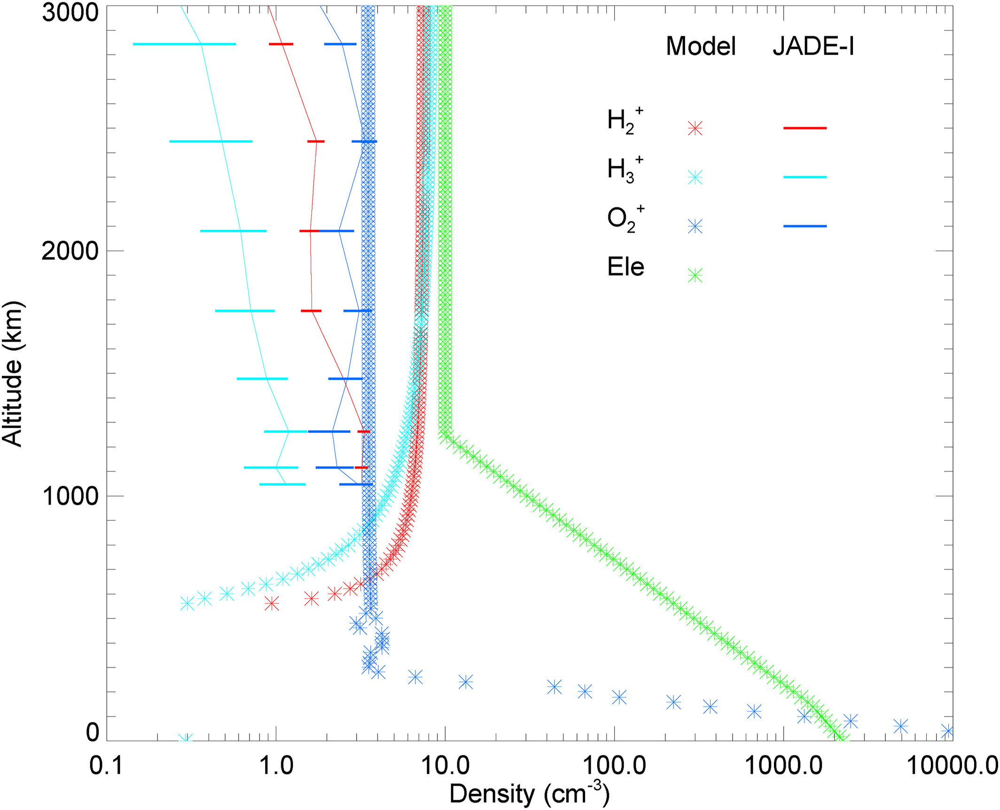 3000
2000
1000
0
Altitude (km)
0.1 1.0 10.0 100.0 1000.0 10000.0
Density (cm⁻³)
Model JADE-I
H₂⁺
H₃⁺
O₂⁺
Ele